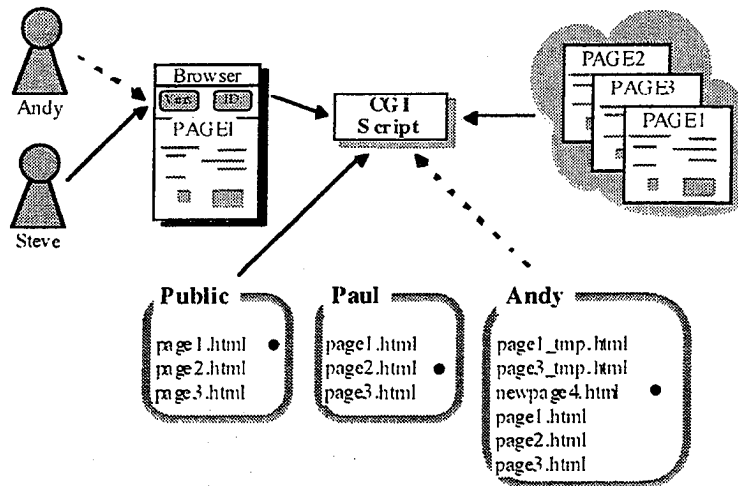 Andy
Steve
Browser
ID
PAGE1
CGI
Script
PAGE2
PAGE3
PAGE1
Public
page1.html
page2.html
page3.html
Paul
page1.html
page2.html
page3.html
Andy
page1_tmp.html
page3_tmp.html
newpage4.html
page1.html
page2.html
page3.html